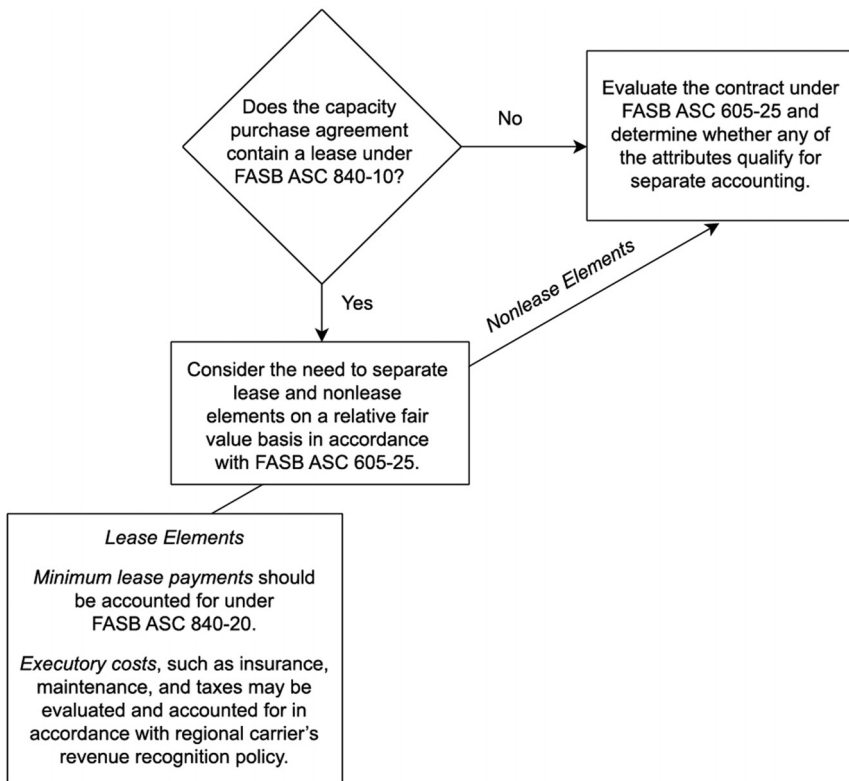 Does the capacity
purchase agreement
contain a lease under
FASB ASC 840-10?
No
Evaluate the contract under
FASB ASC 605-25 and
determine whether any of
the attributes qualify for
separate accounting.
Yes
Nonlease Elements
Consider the need to separate
lease and nonlease
elements on a relative fair
value basis in accordance
with FASB ASC 605-25.
Lease Elements
Minimum lease payments should
be accounted for under
FASB ASC 840-20.
Executory costs, such as insurance,
maintenance, and taxes may be
evaluated and accounted for in
accordance with regional carrier’s
revenue recognition policy.